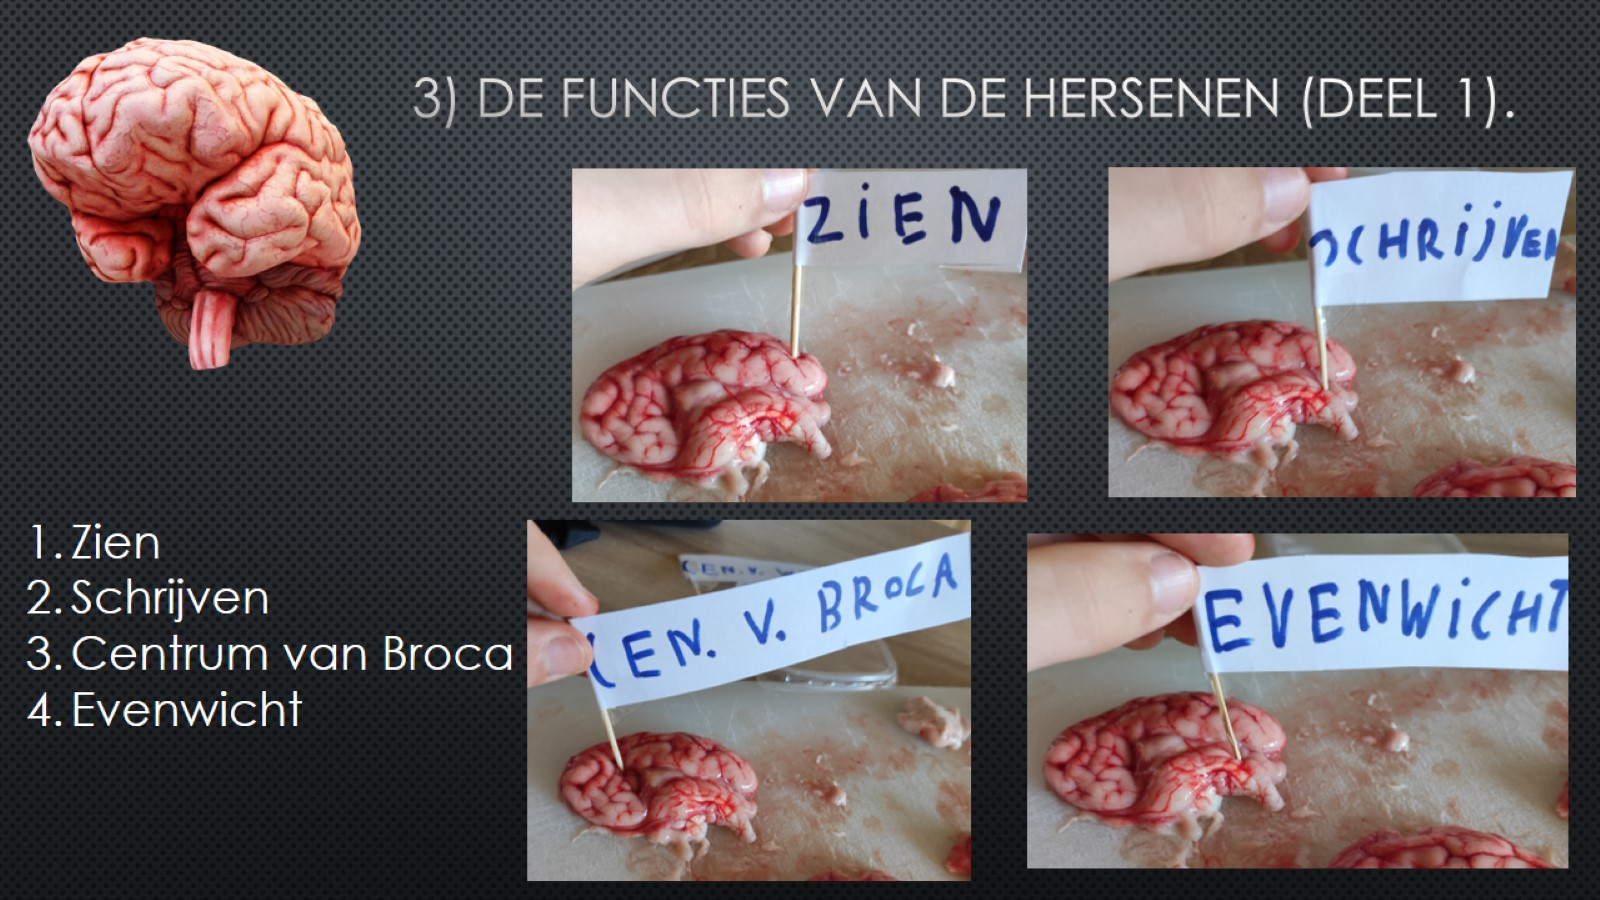 3) DE FUNCTIES VAN DE HERSENEN (DEEL 1).
ZiEN
SCHRijVEN
1. Zien
2. Schrijven
3. Centrum van Broca
4. Evenwicht
CEN. V.
CEN. V. BROCA
EVENWiCHT